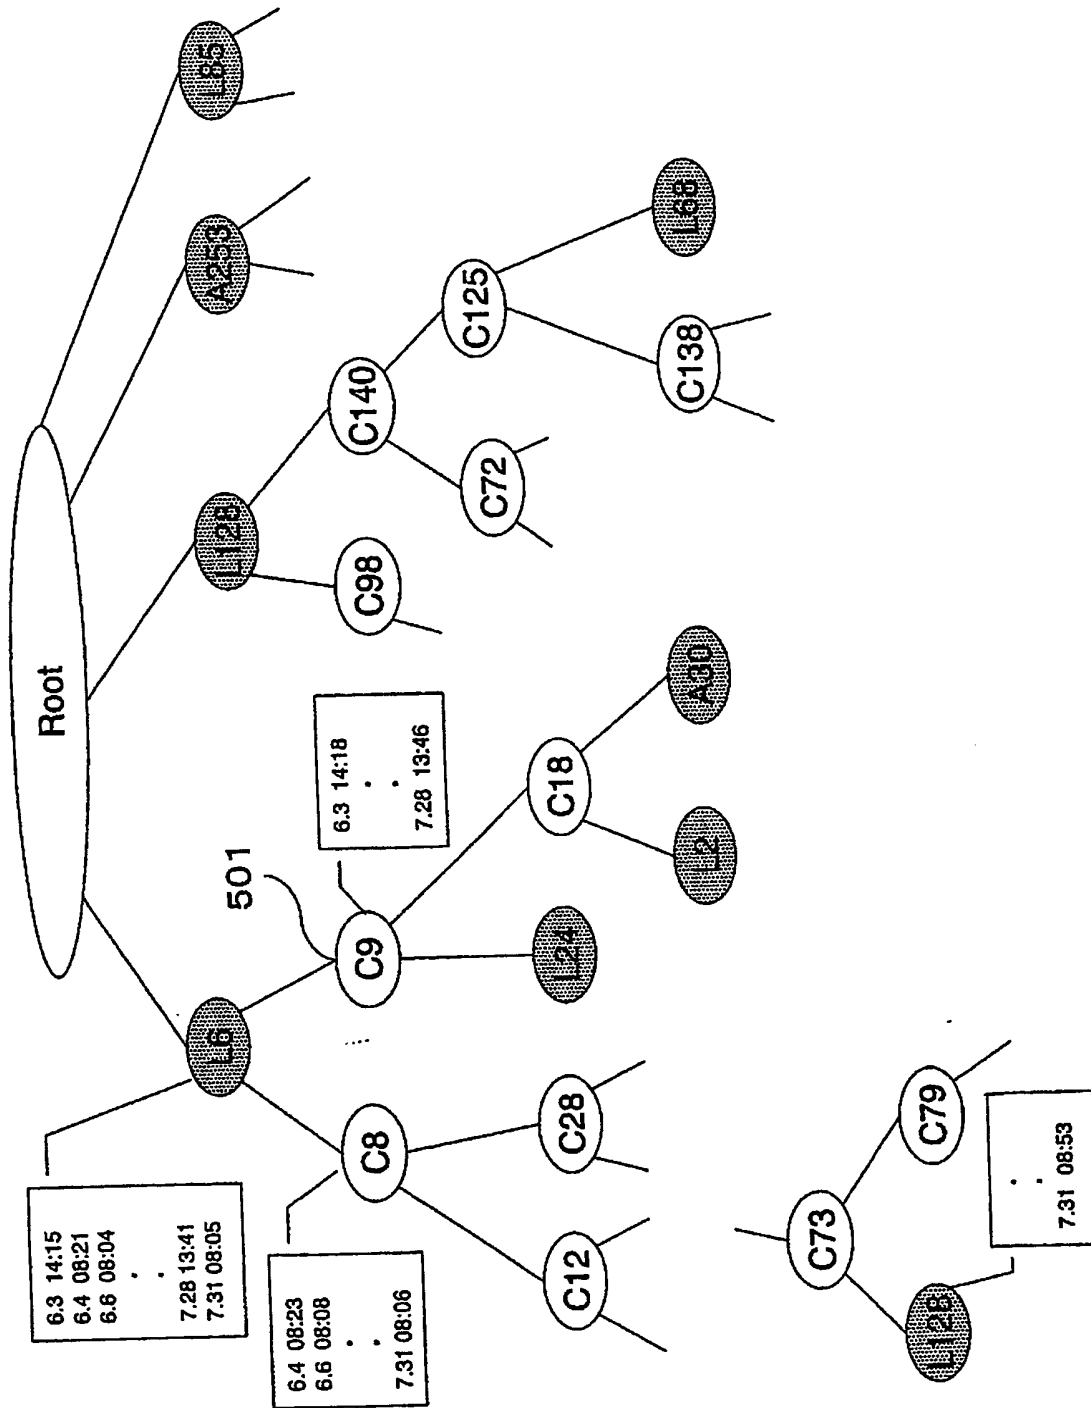 Root
L6
L128
A253
L85
6.3 14:15
6.4 08:21
6.6 08:04
7.28 13:41
7.31 08:05
501
C8
C9
C98
C140
6.4 08:23
6.6 08:08
7.31 08:06
6.3 14:18
7.28 13:46
C72
C125
C12
C28
L24
C18
L2
A30
C138
L68
C73
L128
C79
7.31 08:53